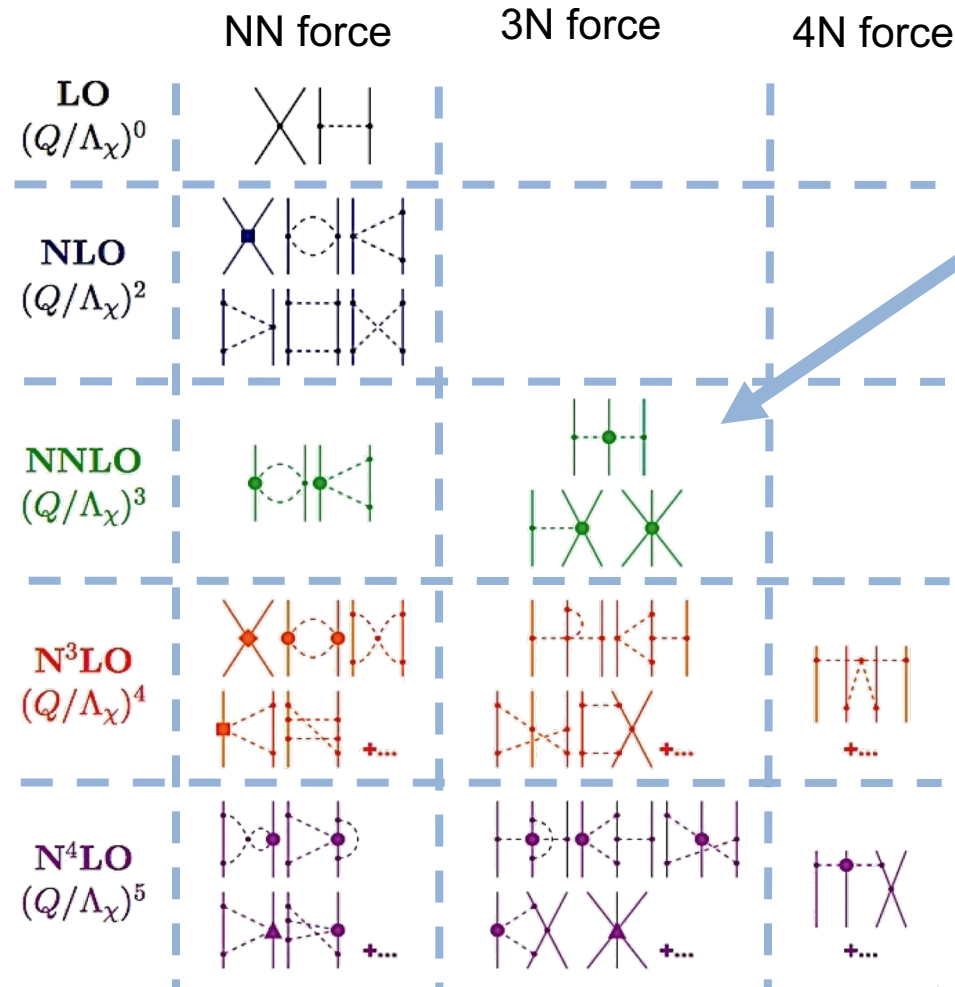 NN force
3N force
4N force
LO
(Q/Λχ)⁰
NLO
(Q/Λχ)²
NNLO
(Q/Λχ)³
N³LO
(Q/Λχ)⁴
+...
+...
+...
N⁴LO
(Q/Λχ)⁵
+...
+...
+...